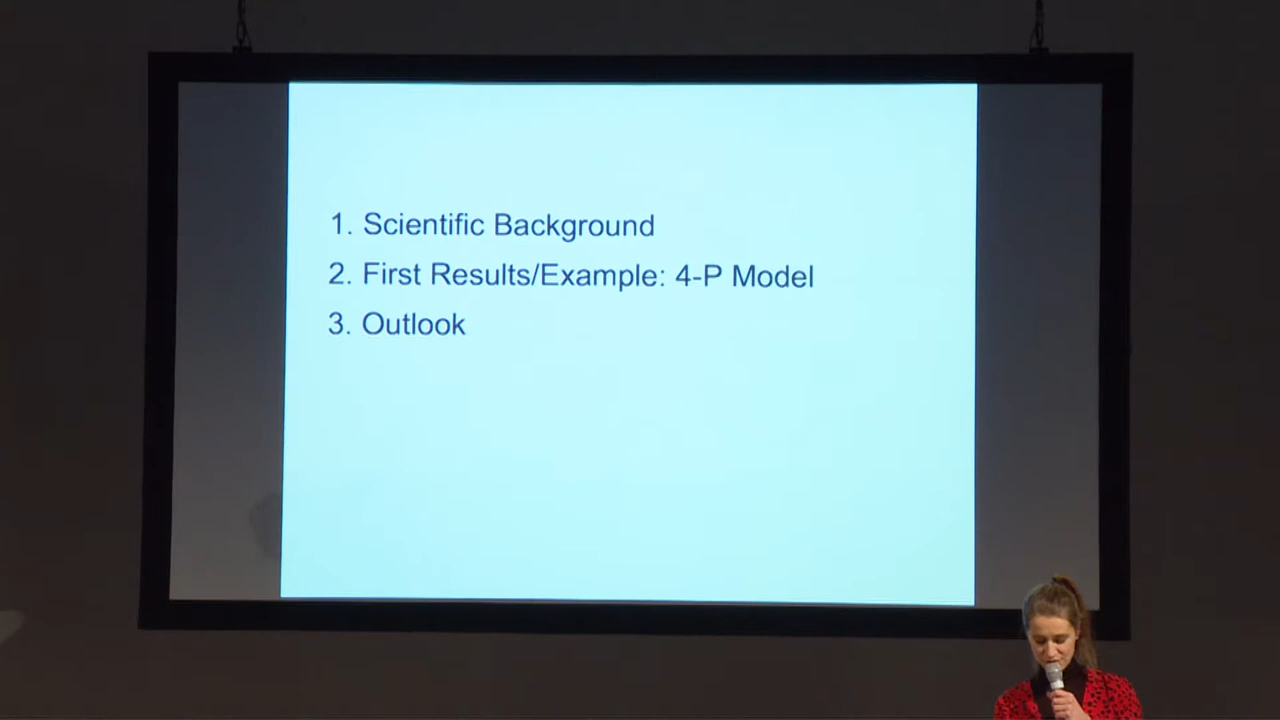 1. Scientific Background
2. First Results/Example: 4-P Model
3. Outlook